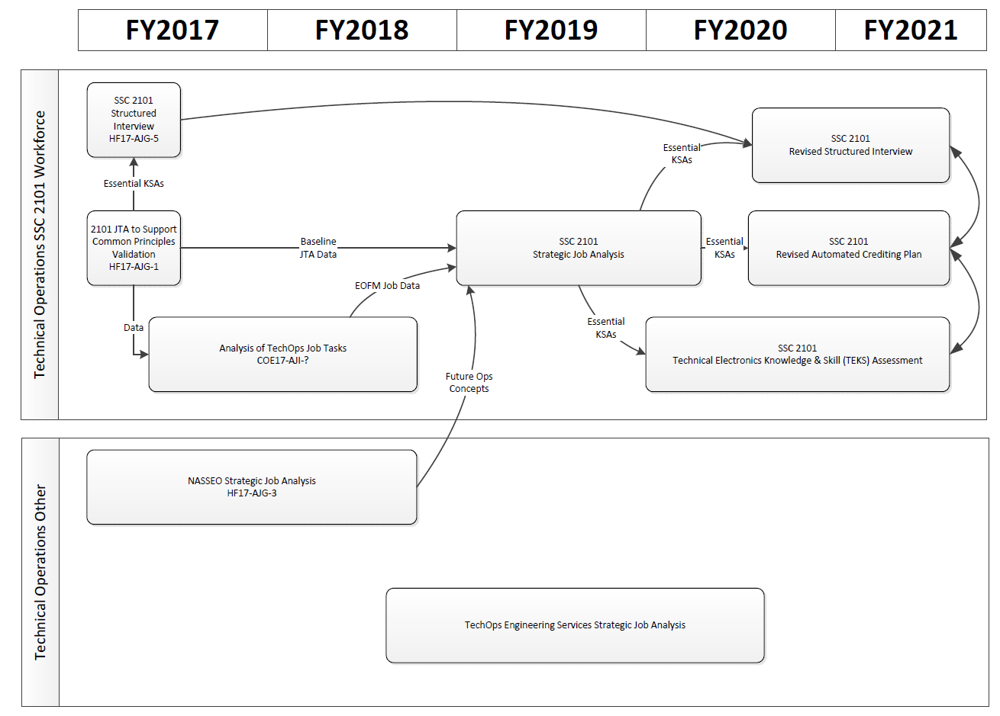 FY2017 FY2018 FY2019 FY2020 FY2021
Technical Operations SSC 2101 Workforce
SSC 2101
Structured
Interview
HF17-AJG-5
Essential KSAs
2101 JTA to Support
Common Principles
Validation
HF17-AJG-1
Data
Analysis of TechOps Job Tasks
COE17-AJI-?
Baseline
JTA Data
EOFM Job Data
SSC 2101
Strategic Job Analysis
Future Ops
Concepts
Essential
KSAs
Essential
KSAs
Essential
KSAs
SSC 2101
Revised Structured Interview
SSC 2101
Revised Automated Crediting Plan
SSC 2101
Technical Electronics Knowledge & Skill (TEKS) Assessment
Technical Operations Other
NASSEO Strategic Job Analysis
HF17-AJG-3
TechOps Engineering Services Strategic Job Analysis